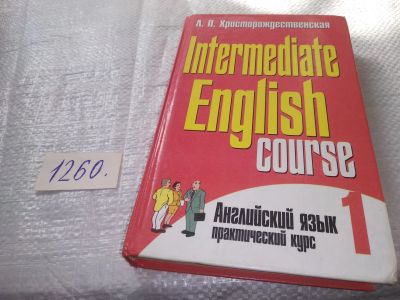 Л. П. Христорождественская
Intermediate
English
course
1
Английский язык
практический курс
1260.